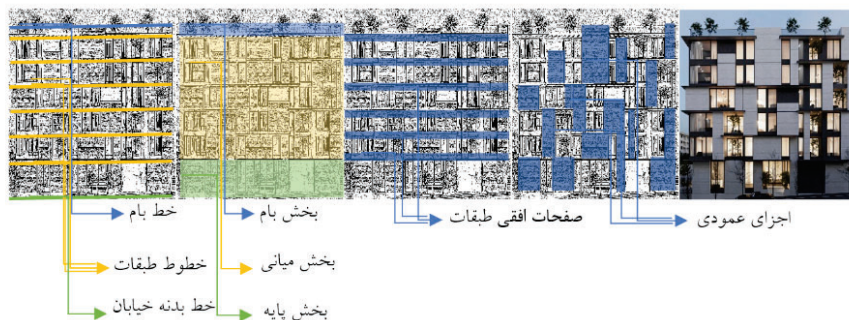 اجزای عمودی
صفحات افقی طبقات
بخش بام
خط بام
بخش میانی
خطوط طبقات
بخش پایه
خط بدنه خیابان